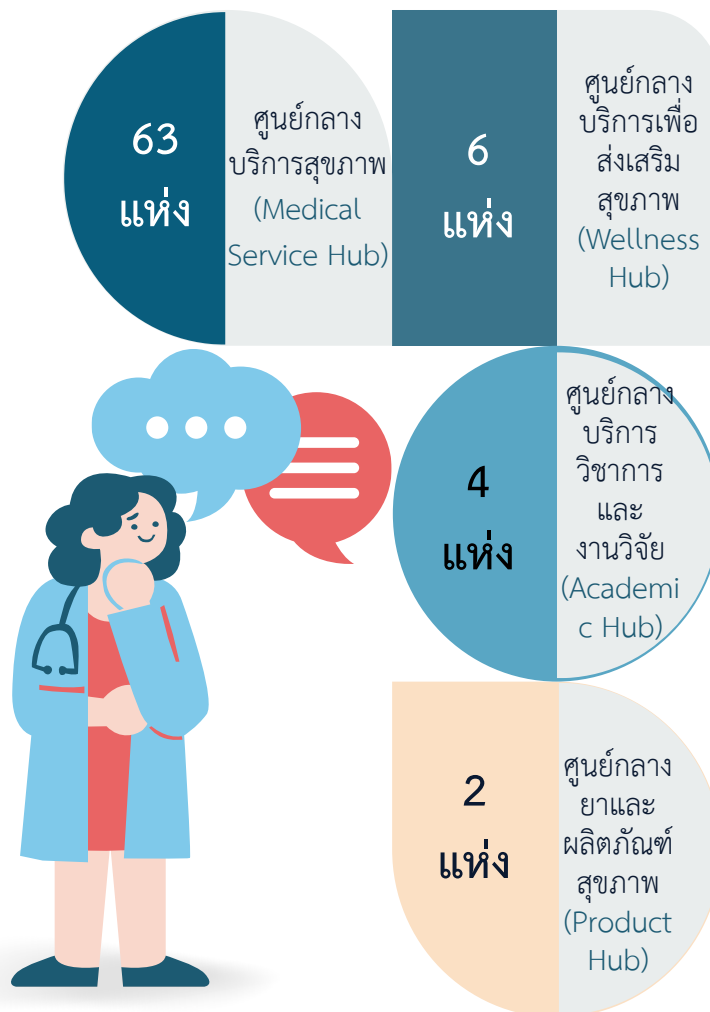 63
แห่ง
ศูนย์กลาง
บริการสุขภาพ
(Medical
Service Hub)
6
แห่ง
ศูนย์กลาง
บริการเพื่อ
ส่งเสริม
สุขภาพ
(Wellness
Hub)
4
แห่ง
ศูนย์กลาง
บริการ
วิชาการ
และ
งานวิจัย
(Academi
c Hub)
2
แห่ง
ศูนย์กลาง
ยาและ
ผลิตภัณฑ์
สุขภาพ
(Product
Hub)